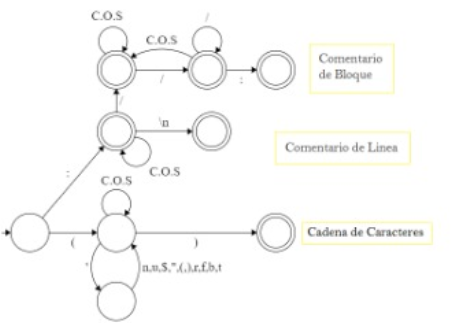 C.O.S
/
C.O.S
/
:
Comentario
de Bloque
/
\n
Comentario de Linea
:
C.O.S
C.O.S
(
)
Cadena de Caracteres
n,u,$,",(,),r,f,b,t